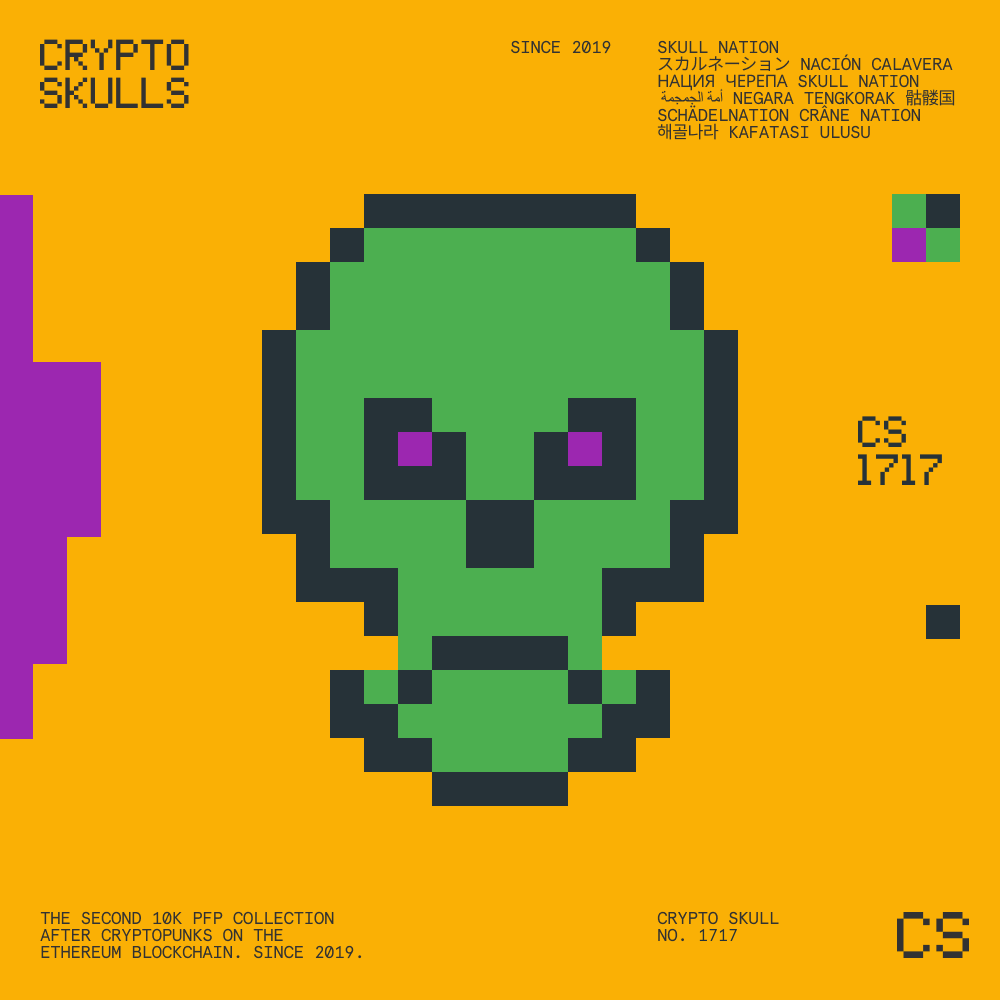 CRYPTO
SKULLS
SINCE 2019
SKULL NATION
スカルネーション NACIÓN CALAVERA
НАЦИЯ ЧЕРЕПА SKULL NATION
أمة الجمجمة NEGARA TENGKORAK 骷髅国
SCHÄDELNATION CRÂNE NATION
해골나라 KAFATASI ULUSU
CS
1717
THE SECOND 10K PFP COLLECTION
AFTER CRYPTOPUNKS ON THE
ETHEREUM BLOCKCHAIN. SINCE 2019.
CRYPTO SKULL
NO. 1717
CS